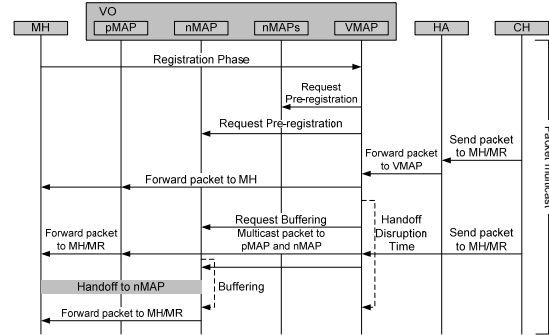 VO
MH
pMAP
nMAP
nMAPs
VMAP
HA
CH
Registration Phase
Request
Pre-registration
Request Pre-registration
Send packet
to MH/MR
Forward packet
to VMAP
Forward packet to MH
Request Buffering
Multicast packet to
pMAP and nMAP
Handoff
Disruption
Time
Forward packet
to MH/MR
Send packet
to MH/MR
Handoff to nMAP
Buffering
Forward packet to MH/MR
Packet multicast